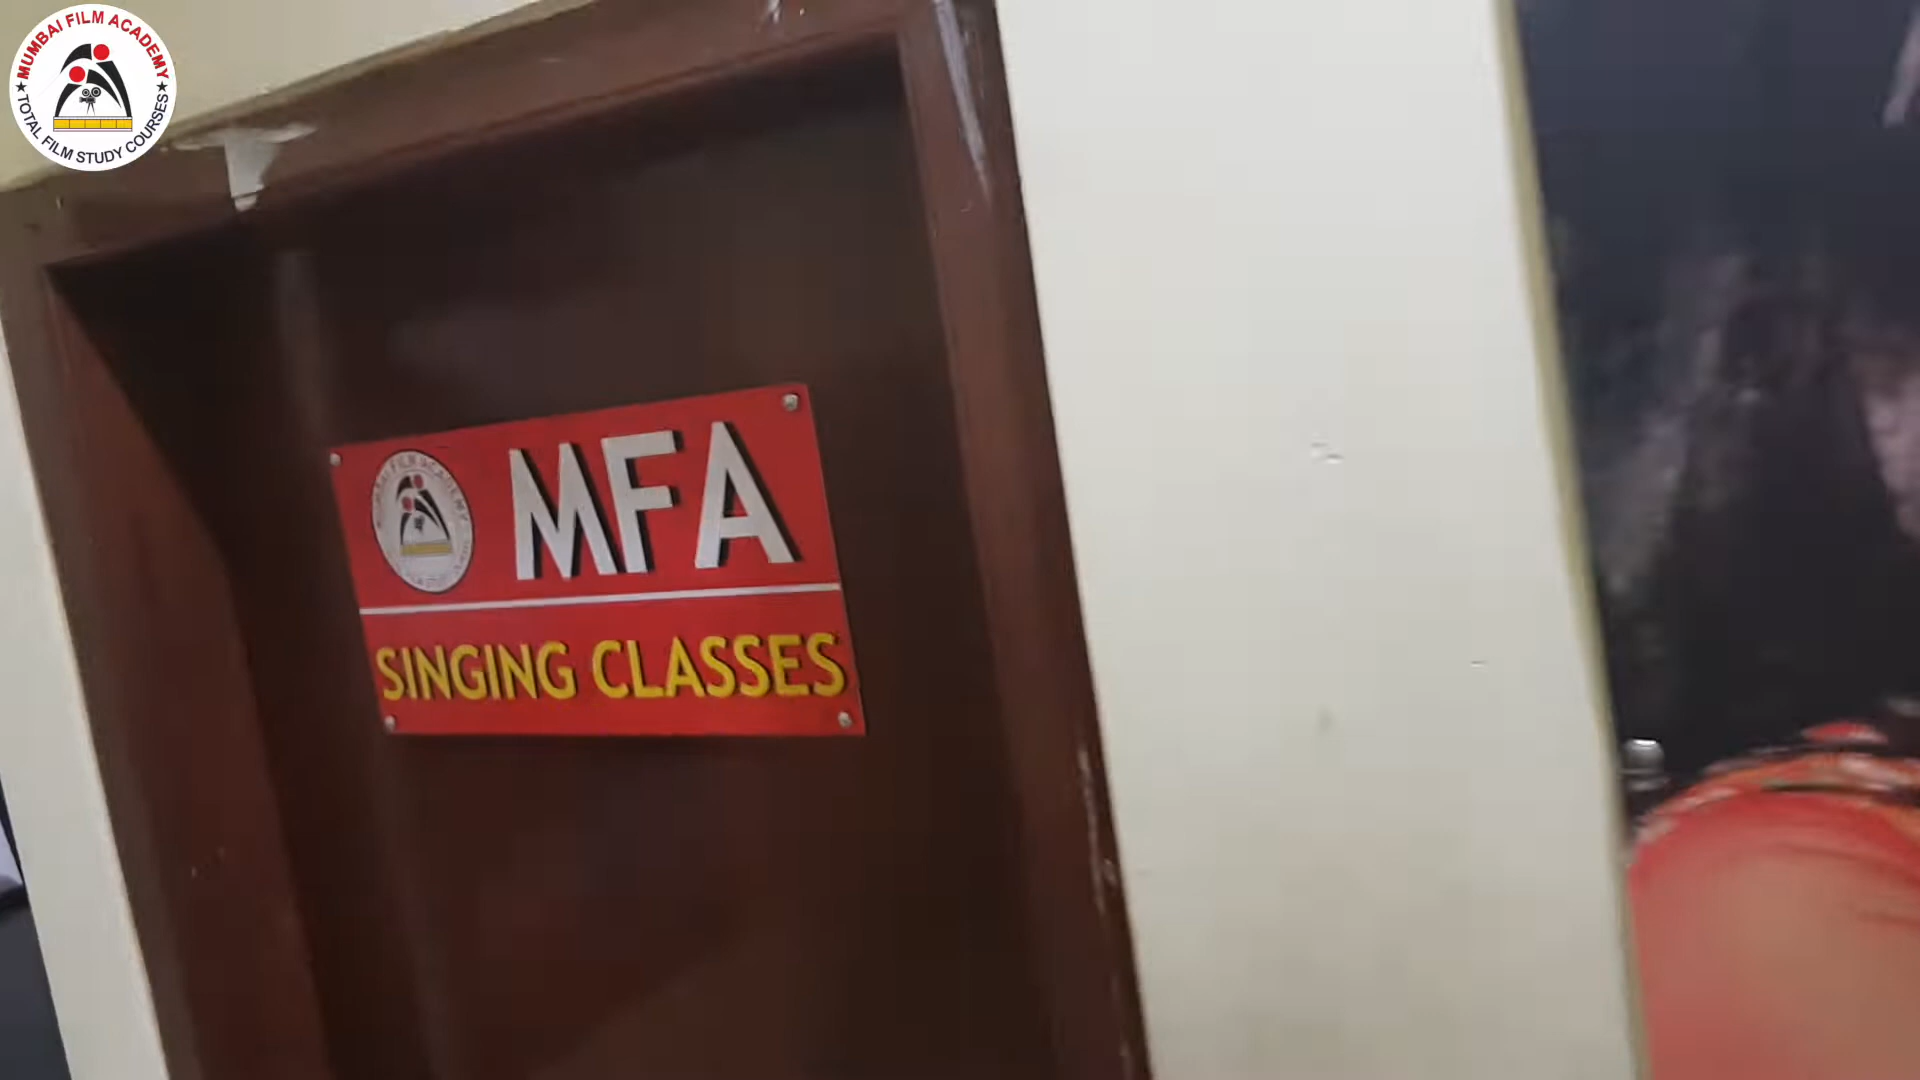 MUMBAI FILM ACADEMY
★ TOTAL FILM STUDY COURSES ★
MFA
SINGING CLASSES